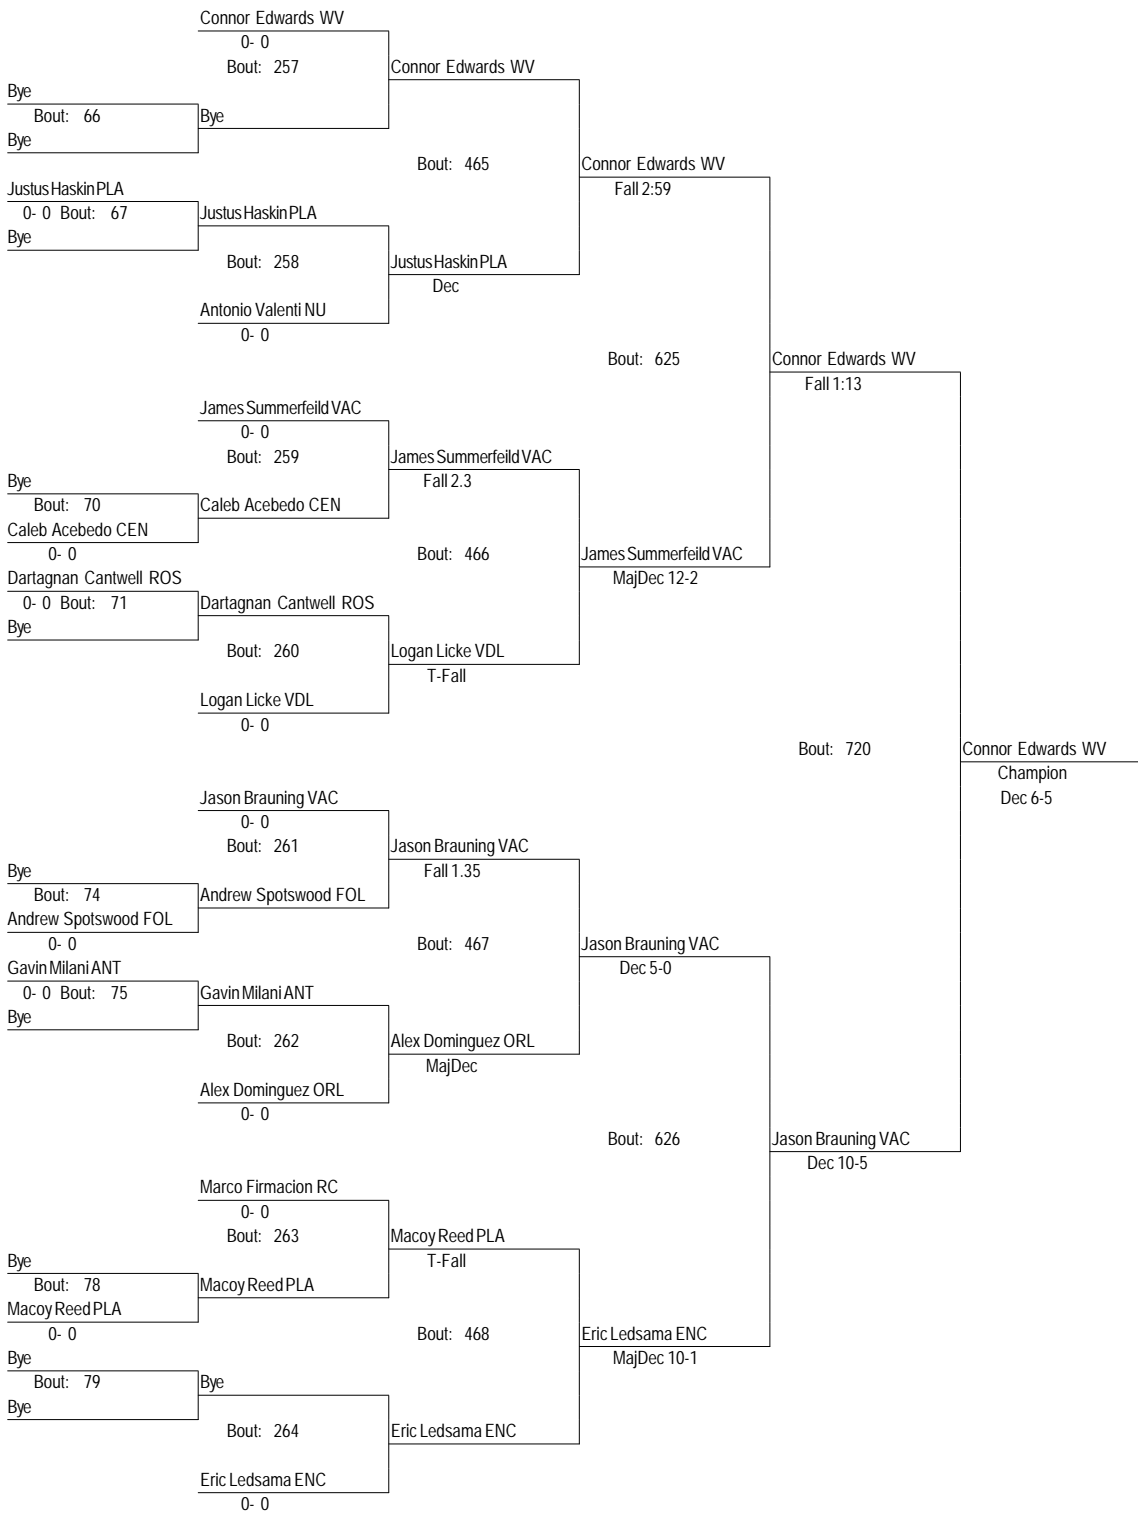 Connor Edwards WV
0- 0
Bout: 257
Connor Edwards WV
Bye
Bout: 66
Bye
Bye
Bout: 465
Connor Edwards WV
Fall 2:59
Justus Haskin PLA
0- 0 Bout: 67
Justus Haskin PLA
Bye
Bout: 258
Justus Haskin PLA
Dec
Antonio Valenti NU
0- 0
Bout: 625
Connor Edwards WV
Fall 1:13
James Summerfeild VAC
0- 0
Bout: 259
James Summerfeild VAC
Fall 2.3
Bye
Bout: 70
Caleb Acebedo CEN
Caleb Acebedo CEN
0- 0
Bout: 466
James Summerfeild VAC
MajDec 12-2
Dartagnan Cantwell ROS
0- 0 Bout: 71
Dartagnan Cantwell ROS
Bye
Bout: 260
Logan Licke VDL
T-Fall
Logan Licke VDL
0- 0
Bout: 720
Connor Edwards WV
Champion
Dec 6-5
Jason Brauning VAC
0- 0
Bout: 261
Jason Brauning VAC
Fall 1.35
Bye
Bout: 74
Andrew Spotswood FOL
Andrew Spotswood FOL
0- 0
Bout: 467
Jason Brauning VAC
Dec 5-0
Gavin Milani ANT
0- 0 Bout: 75
Gavin Milani ANT
Bye
Bout: 262
Alex Dominguez ORL
MajDec
Alex Dominguez ORL
0- 0
Bout: 626
Jason Brauning VAC
Dec 10-5
Marco Firmacion RC
0- 0
Bout: 263
Macoy Reed PLA
T-Fall
Bye
Bout: 78
Macoy Reed PLA
Macoy Reed PLA
0- 0
Bout: 468
Eric Ledsama ENC
MajDec 10-1
Bye
Bout: 79
Bye
Bye
Bout: 264
Eric Ledsama ENC
Eric Ledsama ENC
0- 0